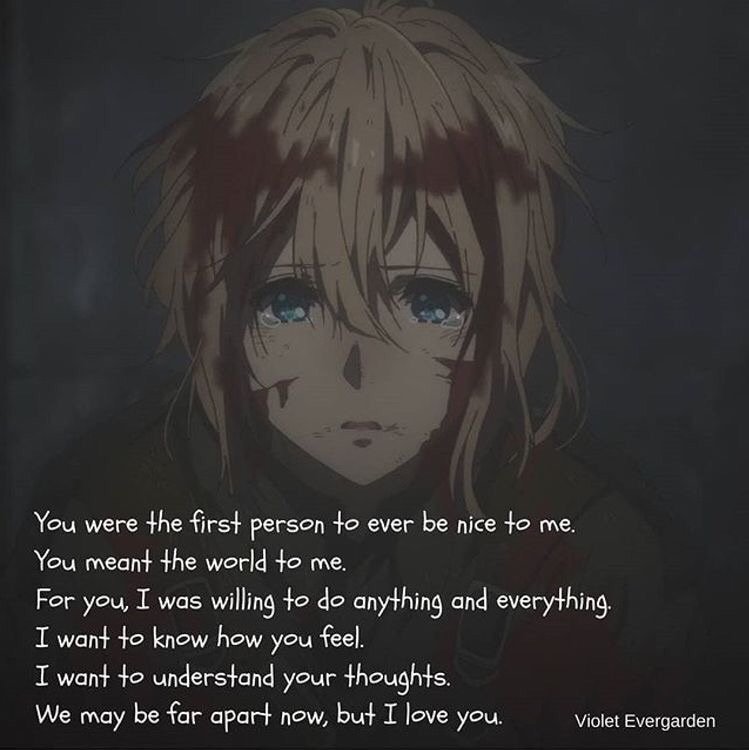 You were the first person to ever be nice to me.
You meant the world to me.
For you, I was willing to do anything and everything.
I want to know how you feel.
I want to understand your thoughts.
We may be far apart now, but I love you.
Violet Evergarden